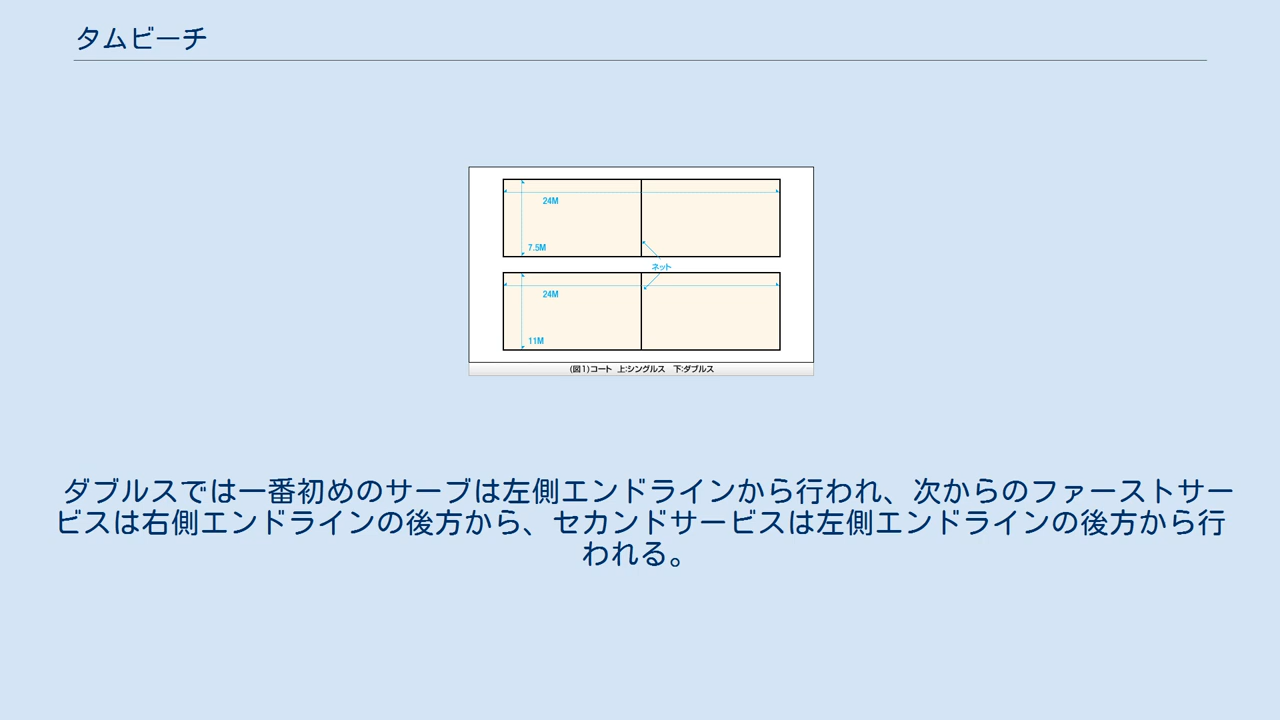 タムビーチ
24M
7.5M
ネット
24M
11M
(図1)コート 上:シングルス 下:ダブルス
ダブルスでは一番初めのサーブは左側エンドラインから行われ、次からのファーストサー
ビスは右側エンドラインの後方から、セカンドサービスは左側エンドラインの後方から行
われる。